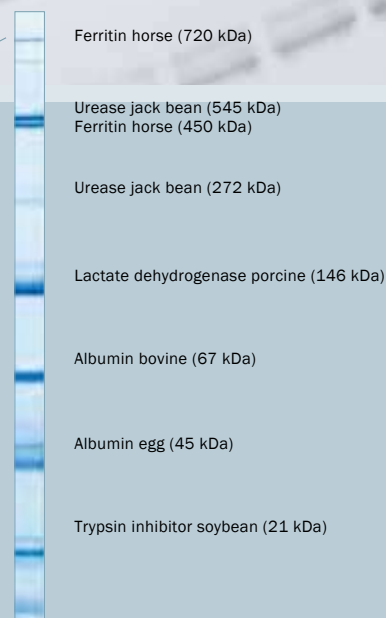 Ferritin horse (720 kDa)
Urease jack bean (545 kDa)
Ferritin horse (450 kDa)
Urease jack bean (272 kDa)
Lactate dehydrogenase porcine (146 kDa)
Albumin bovine (67 kDa)
Albumin egg (45 kDa)
Trypsin inhibitor soybean (21 kDa)